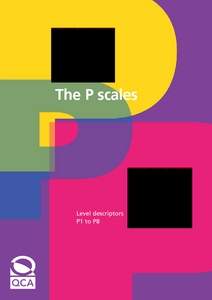 The P scales
Level descriptors
P1 to P8
QCA